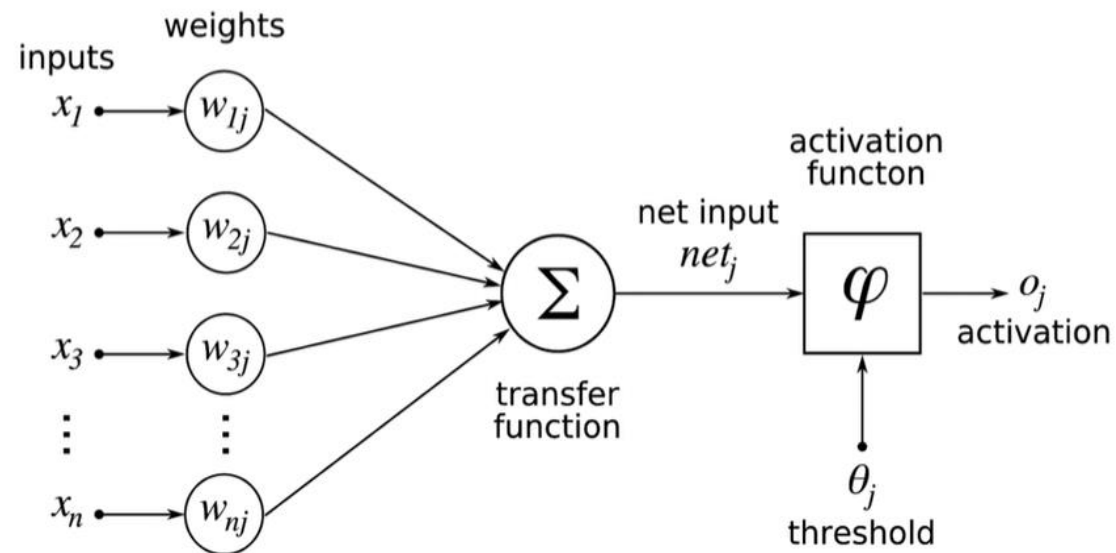 weights
inputs
x₁
w₁ⱼ
x₂
w₂ⱼ
x₃
w₃ⱼ
⋮ ⋮
xₙ
wₙⱼ
Σ
transfer
function
net input
netⱼ
activation
functon
φ
oⱼ
activation
θⱼ
threshold